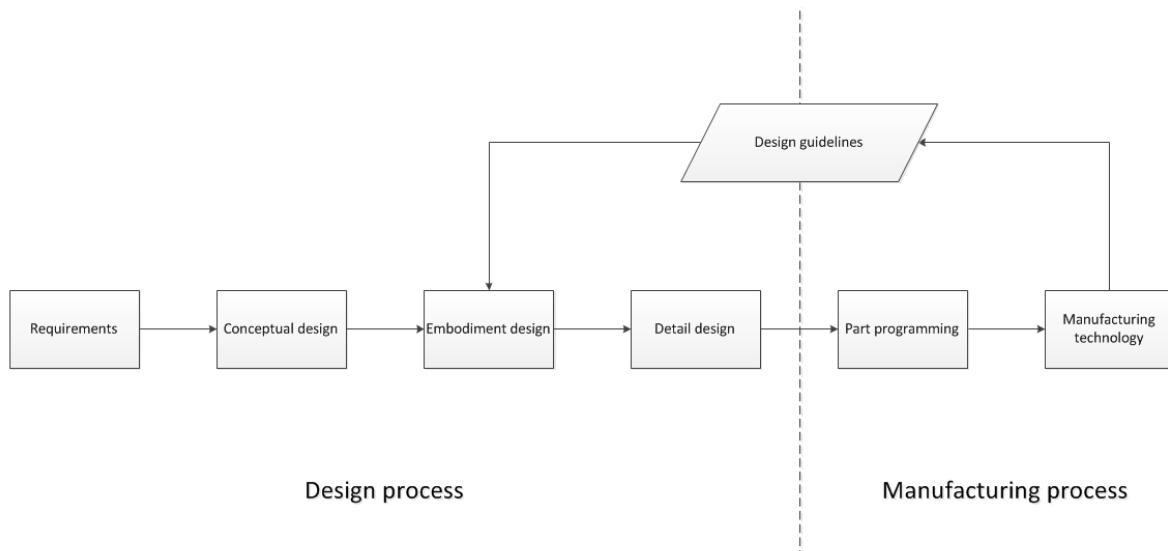 Design guidelines
Requirements
Conceptual design
Embodiment design
Detail design
Part programming
Manufacturing
technology
Design process
Manufacturing process